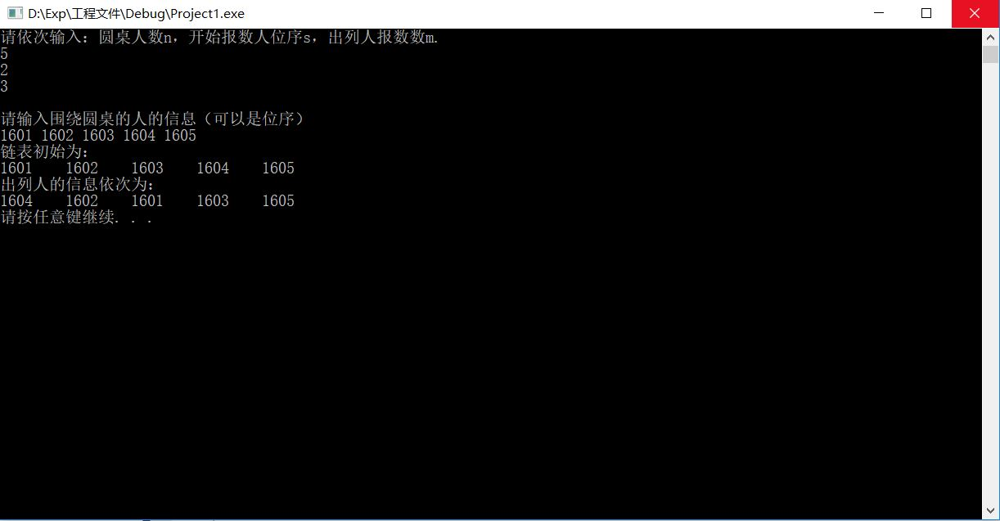 D:\Exp\工程文件\Debug\Project1.exe
请依次输入：圆桌人数n，开始报数人位序s，出列人报数数m.
5
2
3
请输入围绕圆桌的人的信息（可以是位序）
1601 1602 1603 1604 1605
链表初始为：
1601    1602    1603    1604    1605
出列人的信息依次为：
1604    1602    1601    1603    1605
请按任意键继续. . .